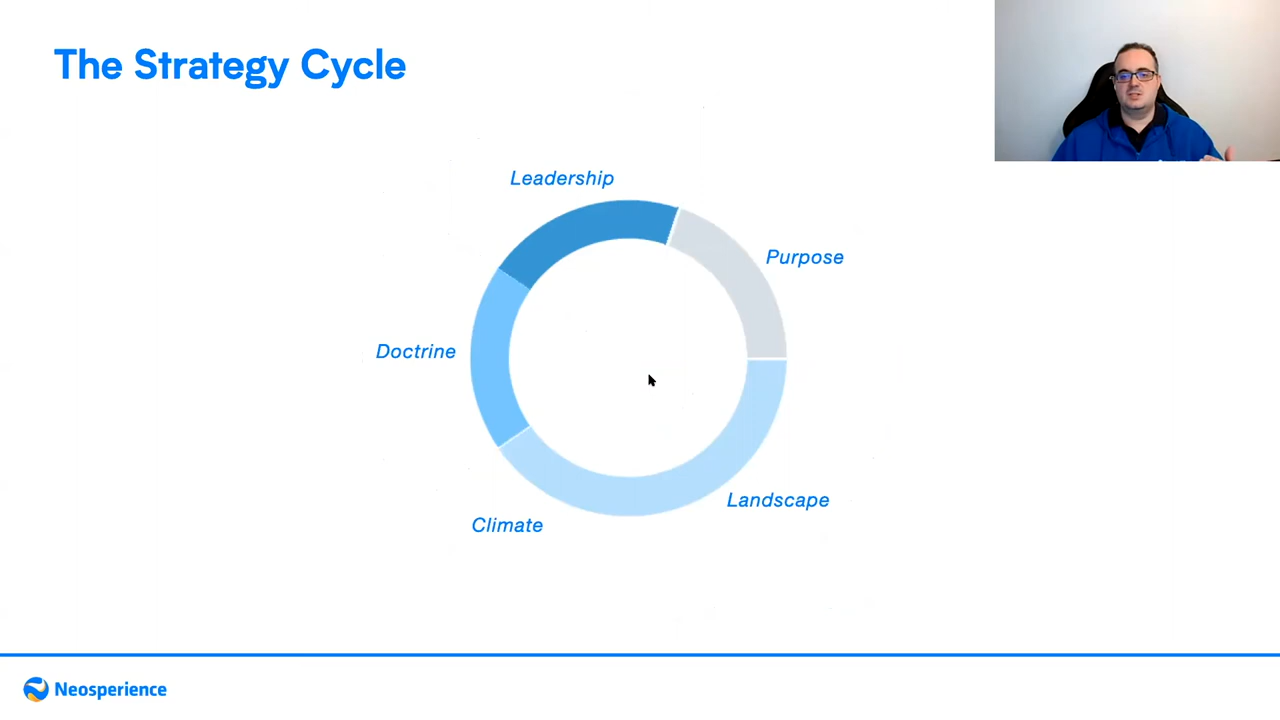 The Strategy Cycle
Leadership
Purpose
Doctrine
Landscape
Climate
Neosperience